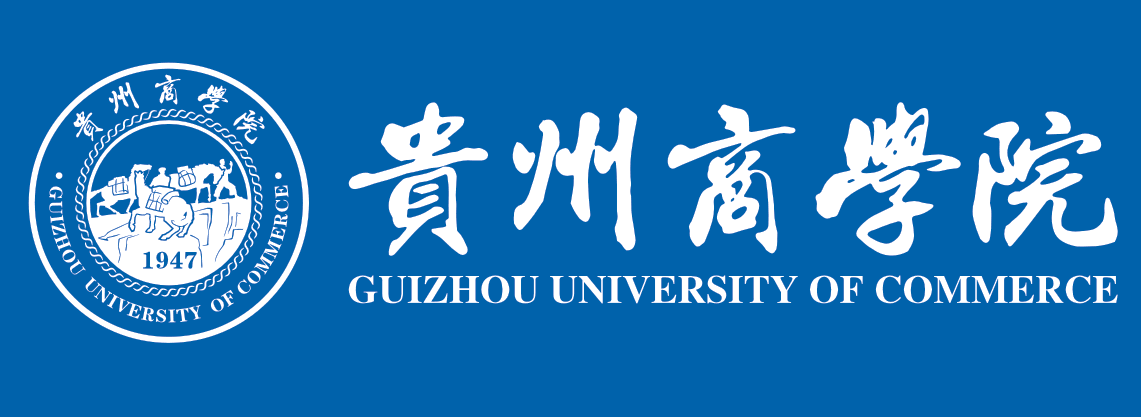 貴州商學院
1947
GUIZHOU UNIVERSITY OF COMMERCE
貴州商學院
GUIZHOU UNIVERSITY OF COMMERCE